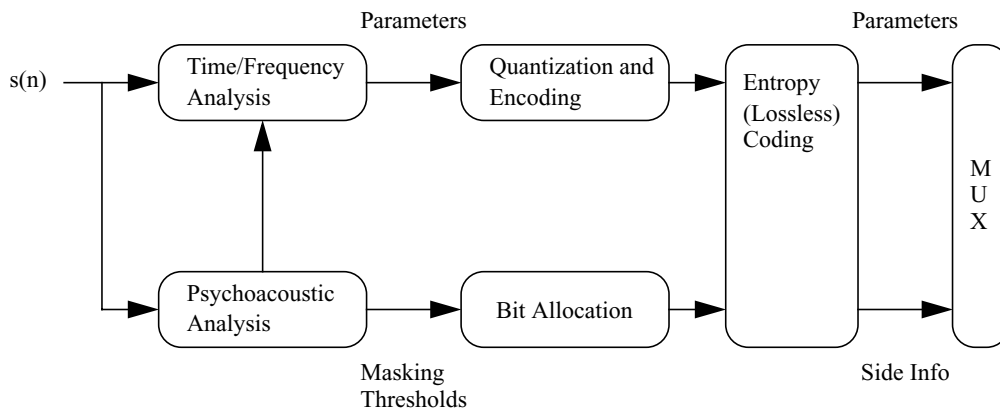 Parameters
Parameters
s(n)
Time/Frequency
Analysis
Quantization and
Encoding
Entropy
(Lossless)
Coding
M
U
X
Psychoacoustic
Analysis
Bit Allocation
Masking
Thresholds
Side Info